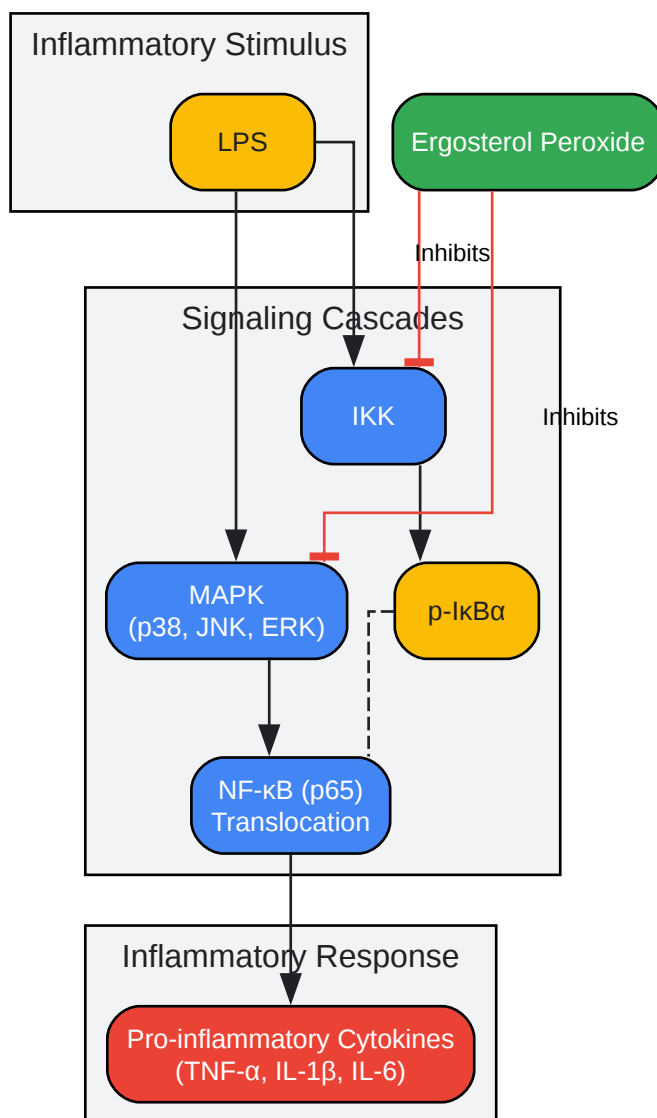 Inflammatory Stimulus
LPS
Ergosterol Peroxide
Inhibits
Signaling Cascades
IKK
Inhibits
MAPK
(p38, JNK, ERK)
p-IκBα
NF-κB (p65)
Translocation
Inflammatory Response
Pro-inflammatory Cytokines
(TNF-α, IL-1β, IL-6)